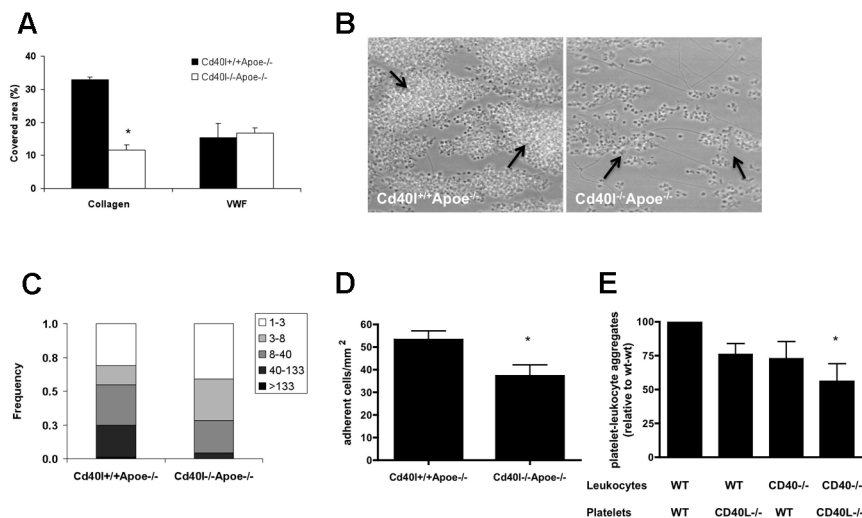 A
Covered area (%)
40
30
20
10
0
Cd40l+/+Apoe-/-
Cd40l-/-Apoe-/-
*
Collagen
VWF
B
Cd40l+/+Apoe-/-
Cd40l-/-Apoe-/-
C
Frequency
1.0
0.8
0.5
0.3
0.0
1-3
3-8
8-40
40-133
>133
Cd40l+/+Apoe-/-
Cd40l-/-Apoe-/-
D
adherent cells/mm 2
60
50
40
30
20
10
0
*
Cd40l+/+Apoe-/-
Cd40l-/-Apoe-/-
E
platelet-leukocyte aggregates
(relative to wt-wt)
100
75
50
25
0
*
Leukocytes WT WT CD40-/- CD40-/-
Platelets WT CD40L-/- WT CD40L-/-